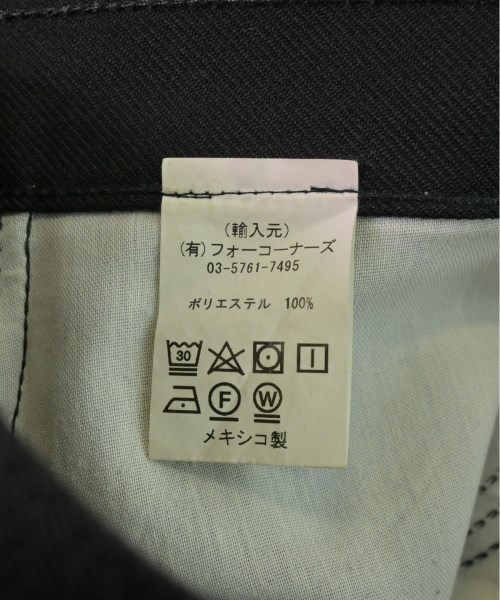 (輸入元)
(有)フォーコーナーズ
03-5761-7495
ポリエステル 100%
30
F W
メキシコ製